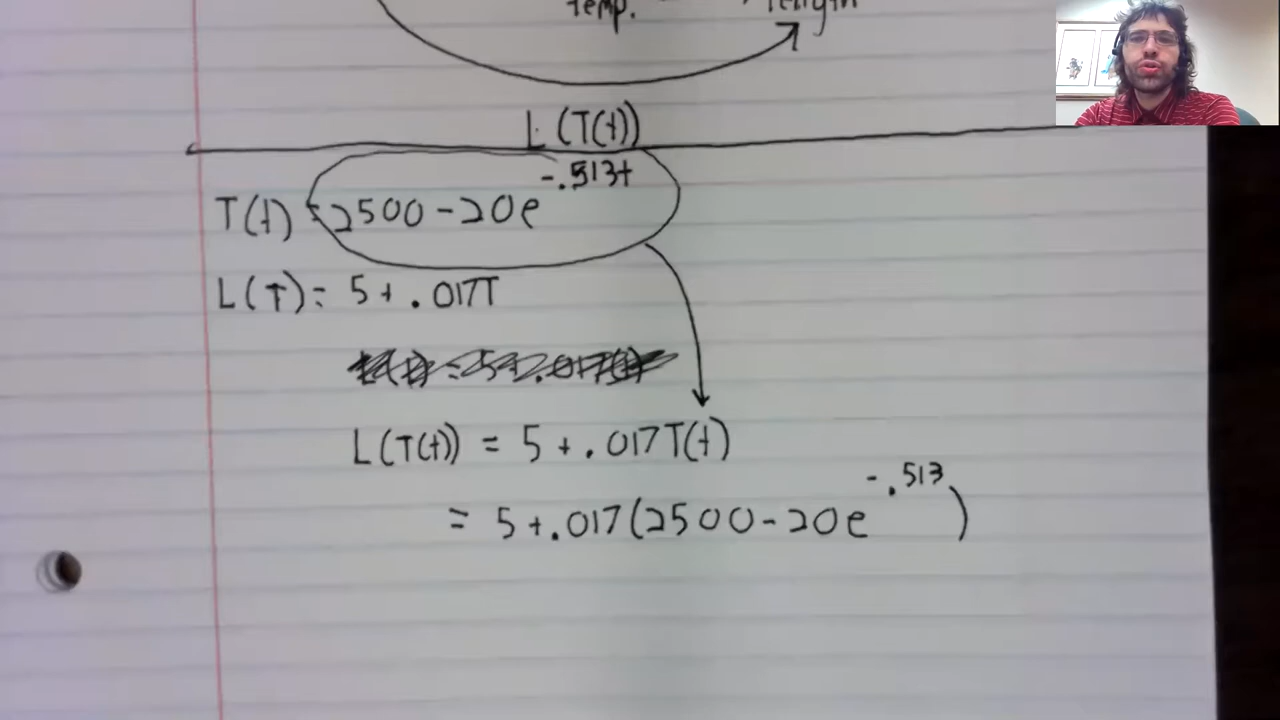 temp. length
L(T(t))
T(t) = 2500 - 20e^-.513t
L(T) = 5 + .017T
L(T(t)) = 5 + .017T(t)
= 5 + .017(2500 - 20e^-.513)